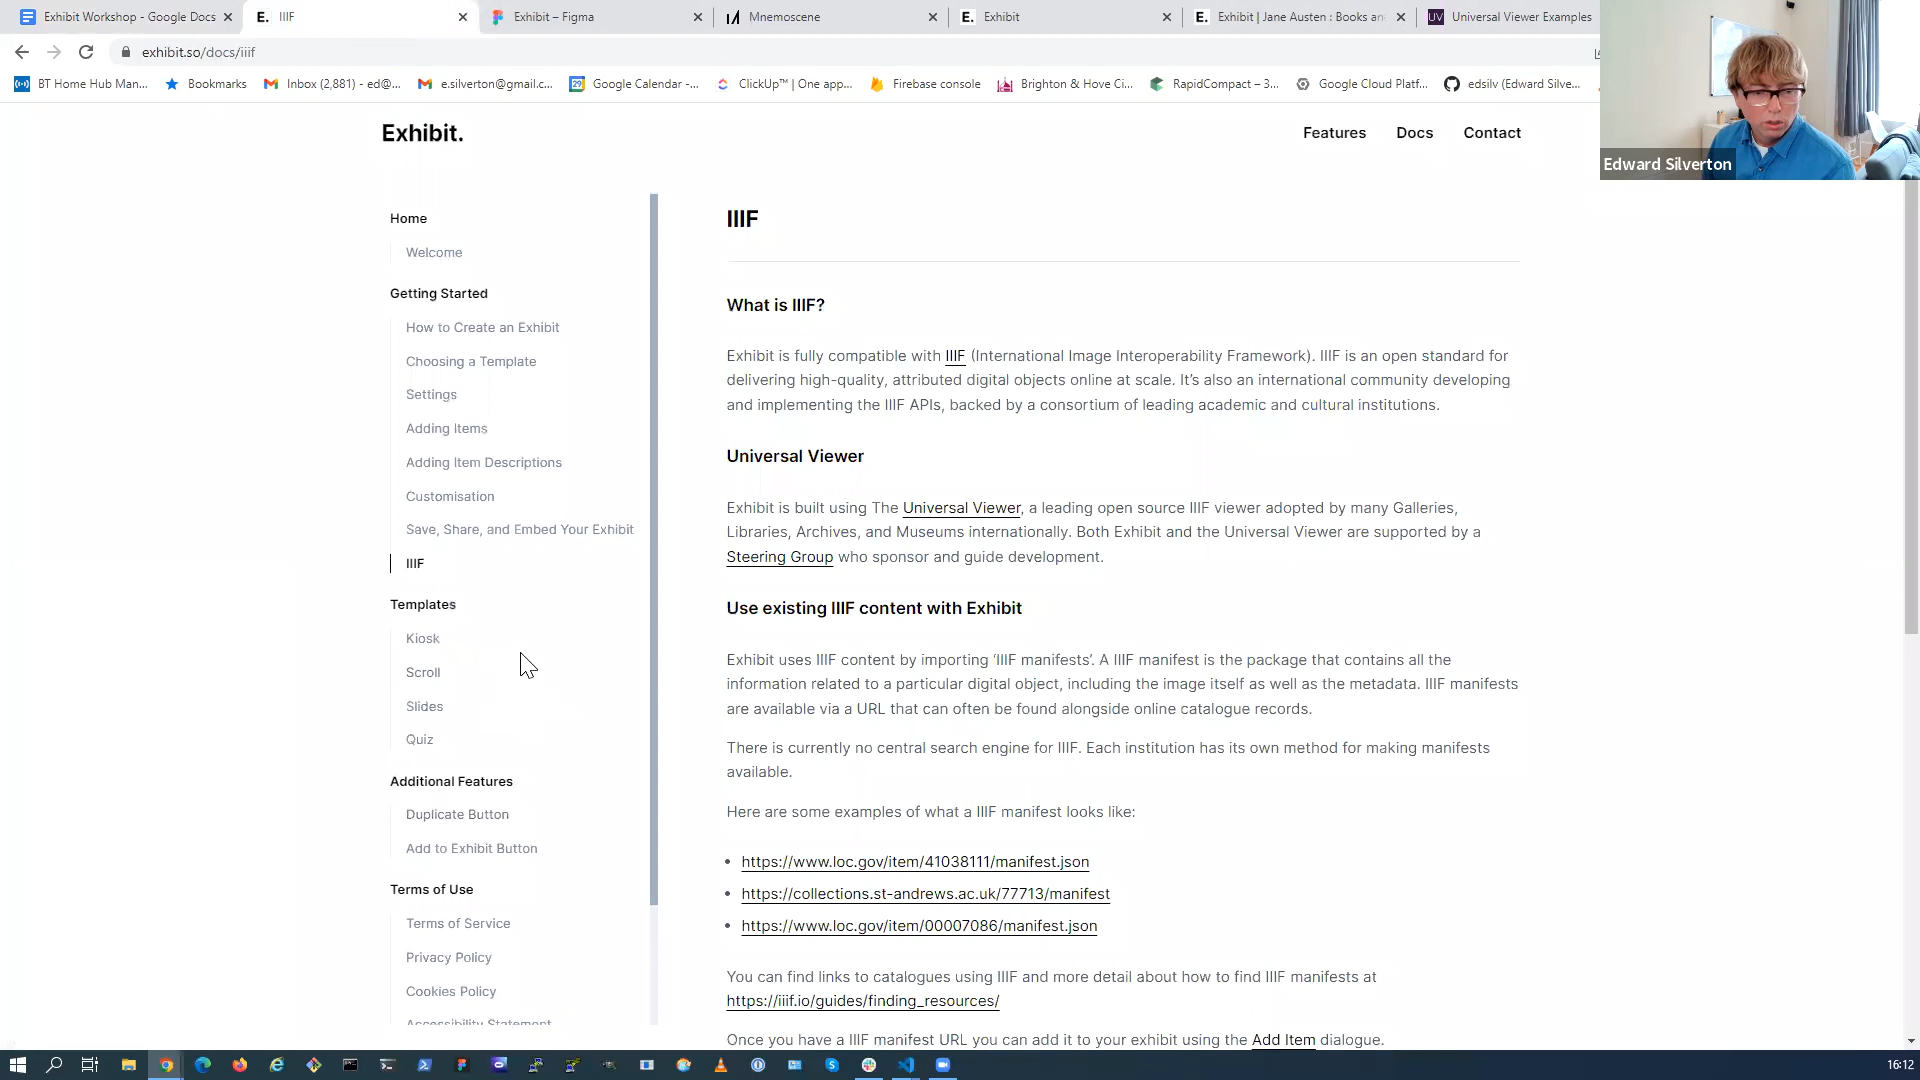 Exhibit Workshop - Google Docs
IIIF
Exhibit – Figma
Mnemoscene
Exhibit
Exhibit | Jane Austen : Books an
Universal Viewer Examples
exhibit.so/docs/iiif
BT Home Hub Man...
Bookmarks
Inbox (2,881) - ed@...
e.silverton@gmail.c...
Google Calendar -...
ClickUp™ | One app...
Firebase console
Brighton & Hove Ci...
RapidCompact – 3...
Google Cloud Platf...
edsilv (Edward Silve...
Edward Silverton
Exhibit.
Features
Docs
Contact
Home
Welcome
Getting Started
How to Create an Exhibit
Choosing a Template
Settings
Adding Items
Adding Item Descriptions
Customisation
Save, Share, and Embed Your Exhibit
IIIF
Templates
Kiosk
Scroll
Slides
Quiz
Additional Features
Duplicate Button
Add to Exhibit Button
Terms of Use
Terms of Service
Privacy Policy
Cookies Policy
Accessibility Statement
IIIF
What is IIIF?
Exhibit is fully compatible with IIIF (International Image Interoperability Framework). IIIF is an open standard for
delivering high-quality, attributed digital objects online at scale. It's also an international community developing
and implementing the IIIF APIs, backed by a consortium of leading academic and cultural institutions.
Universal Viewer
Exhibit is built using The Universal Viewer, a leading open source IIIF viewer adopted by many Galleries,
Libraries, Archives, and Museums internationally. Both Exhibit and the Universal Viewer are supported by a
Steering Group who sponsor and guide development.
Use existing IIIF content with Exhibit
Exhibit uses IIIF content by importing 'IIIF manifests'. A IIIF manifest is the package that contains all the
information related to a particular digital object, including the image itself as well as the metadata. IIIF manifests
are available via a URL that can often be found alongside online catalogue records.
There is currently no central search engine for IIIF. Each institution has its own method for making manifests
available.
Here are some examples of what a IIIF manifest looks like:
• https://www.loc.gov/item/41038111/manifest.json
• https://collections.st-andrews.ac.uk/77713/manifest
• https://www.loc.gov/item/00007086/manifest.json
You can find links to catalogues using IIIF and more detail about how to find IIIF manifests at
https://iiif.io/guides/finding_resources/
Once you have a IIIF manifest URL you can add it to your exhibit using the Add Item dialogue.
16:12